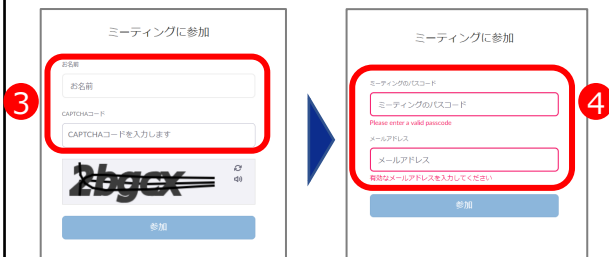 ミーティングに参加
お名前
お名前
CAPTCHAコード
CAPTCHAコードを入力します
2bgcx
参加
3
ミーティングに参加
ミーティングのパスコード
ミーティングのパスコード
Please enter a valid passcode
メールアドレス
メールアドレス
有効なメールアドレスを入力してください
参加
4